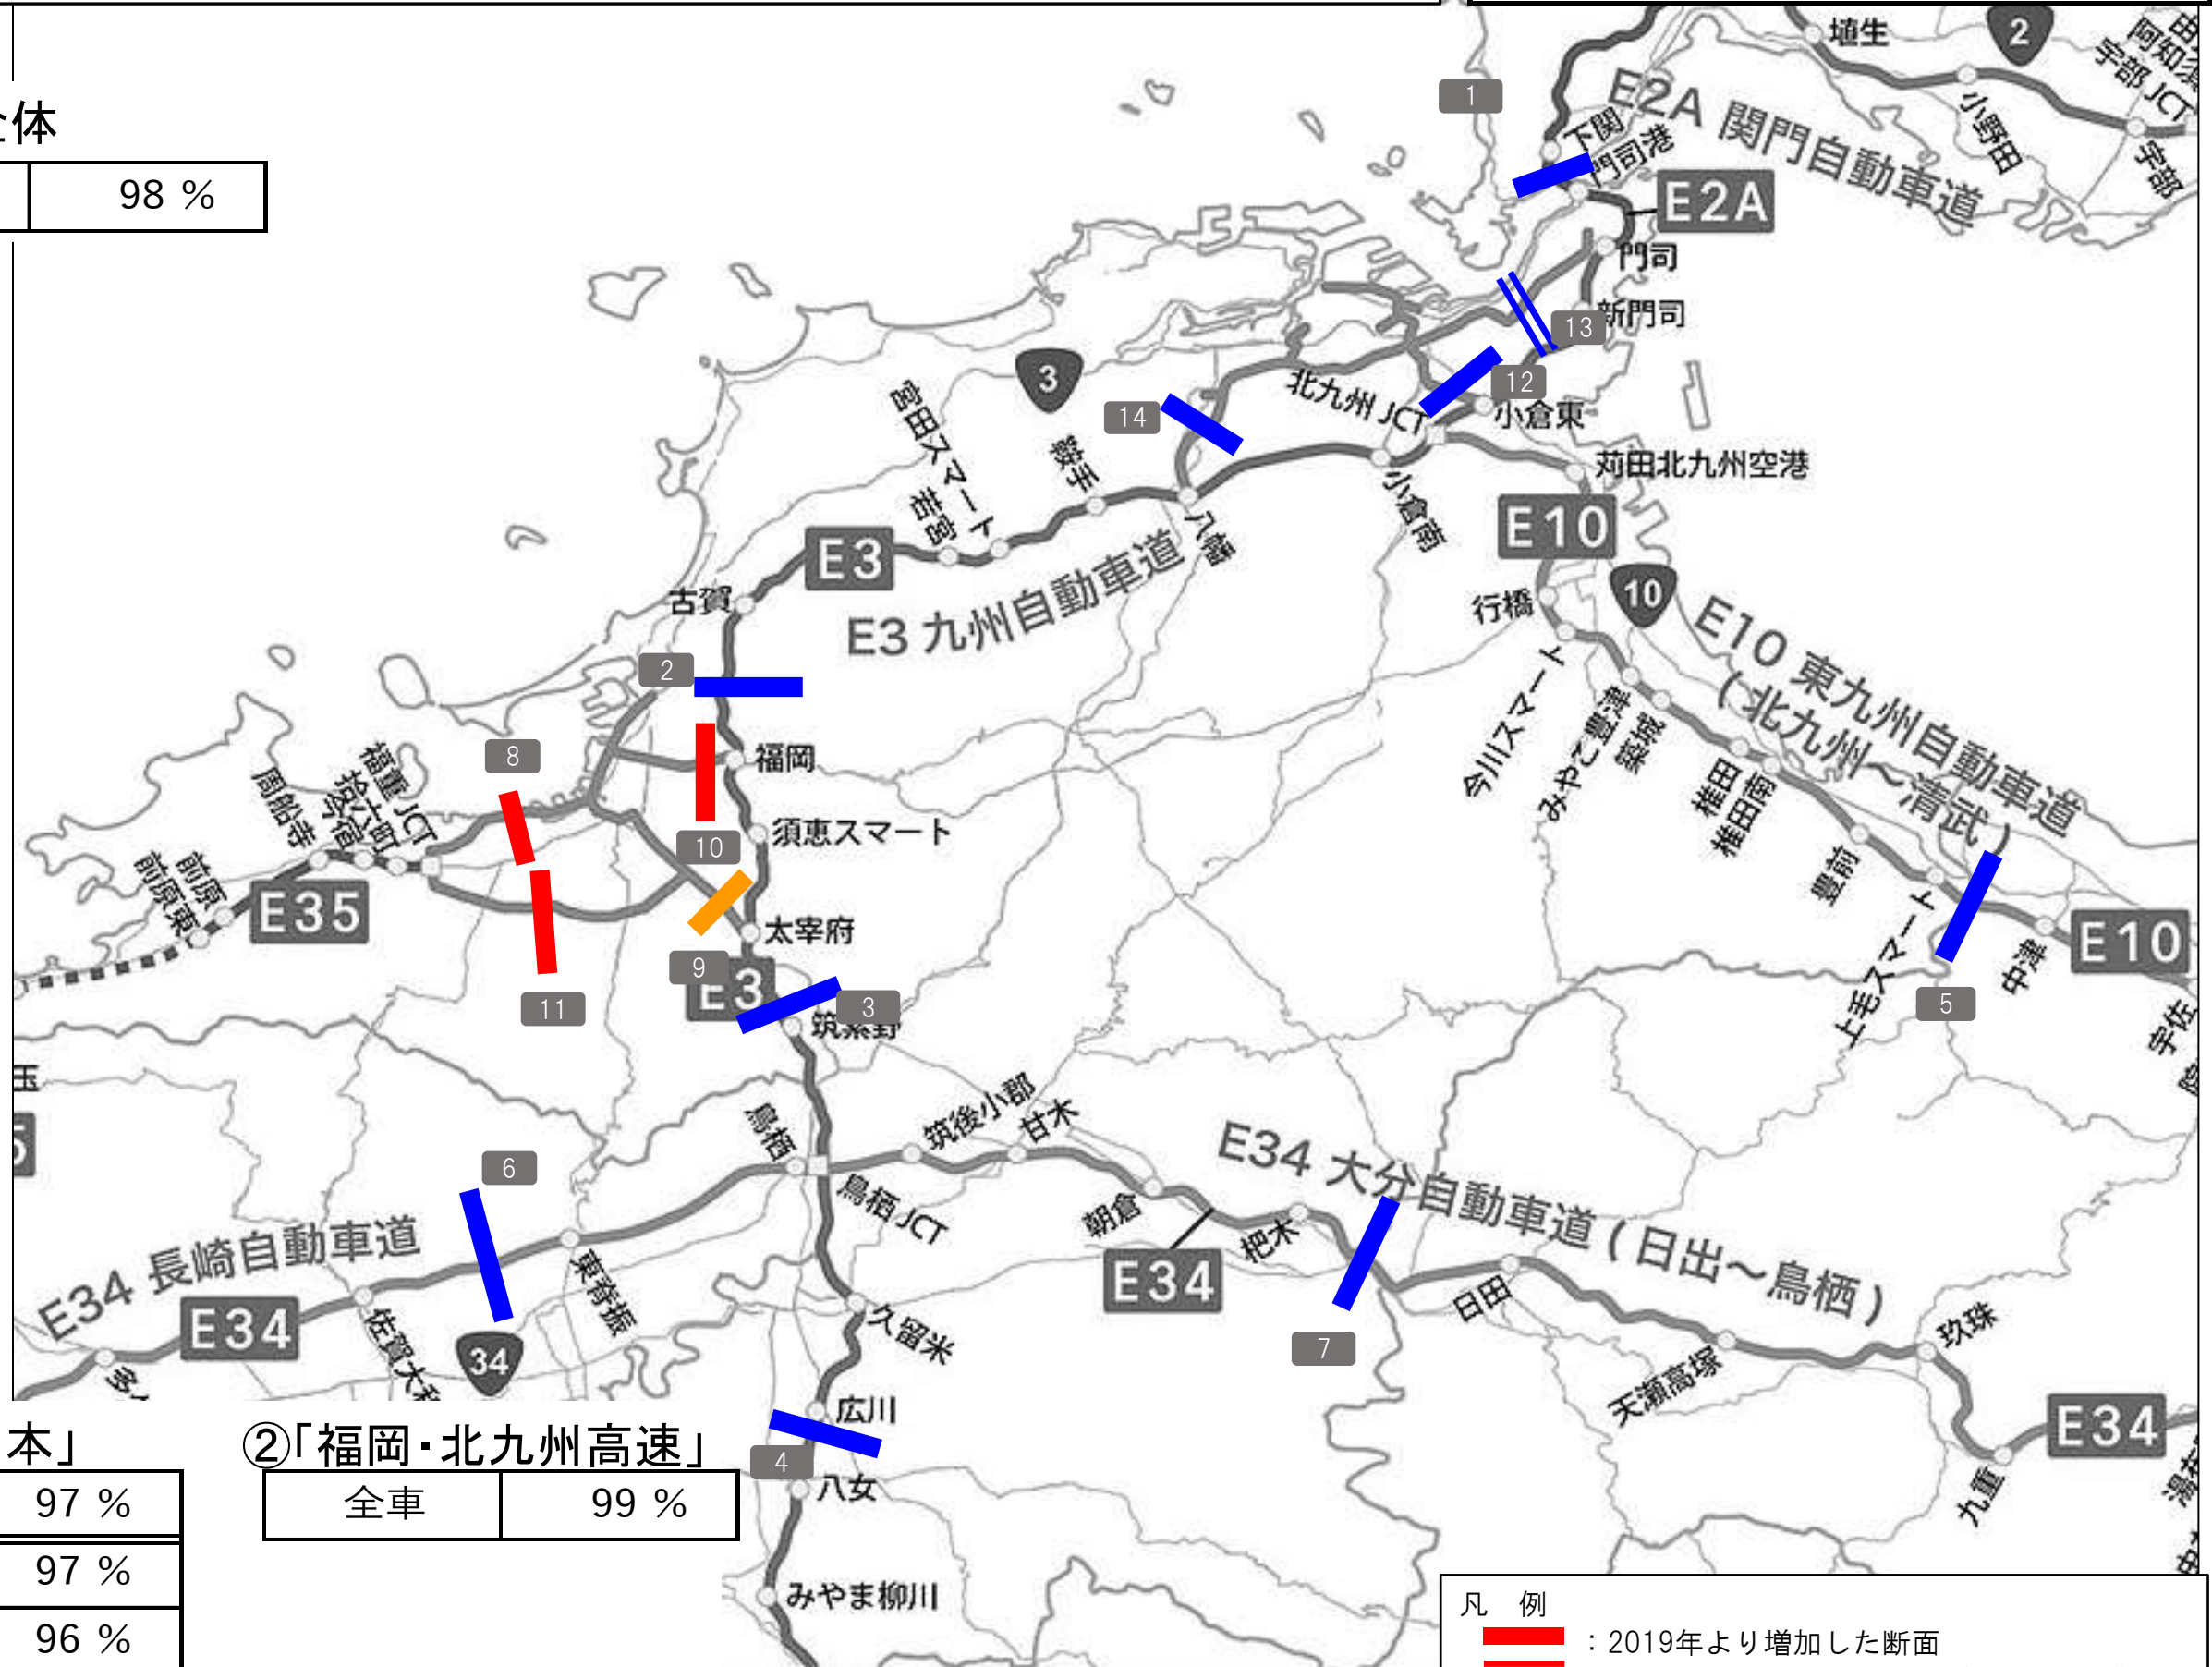 全体
98 %
埴生
2
阿知須
宇部 JCT
小野田
宇部
1
下関
E2A 関門自動車道
門司港
E2A
門司
新門司
13
12
北九州 JCT
小倉東
3
宮田スマート
鞍手
14
若宮
八幡
小倉南
苅田北九州空港
E10
E3
E3 九州自動車道
古賀
行橋
10
E10 東九州自動車道
(北九州～清武)
今川スマート
みやこ豊津
築城
椎田
椎田南
豊前
上毛スマート
中津
E10
宇佐
5
2
福岡
8
10
須恵スマート
周船寺
今宿
拾六町
福重 JCT
前原
前原東
E35
太宰府
9
E3
11
3
筑紫野
玉
5
6
鳥栖
鳥栖 JCT
筑後小郡
甘木
朝倉
杷木
E34 大分自動車道 (日出～鳥栖)
E34
7
日田
天瀬高塚
玖珠
九重
E34
E34 長崎自動車道
E34
東脊振
佐賀大和
34
多久
久留米
広川
4
八女
みやま柳川
本」
97 %
97 %
96 %
②「福岡・北九州高速」
全車 99 %
凡　例
：2019年より増加した断面